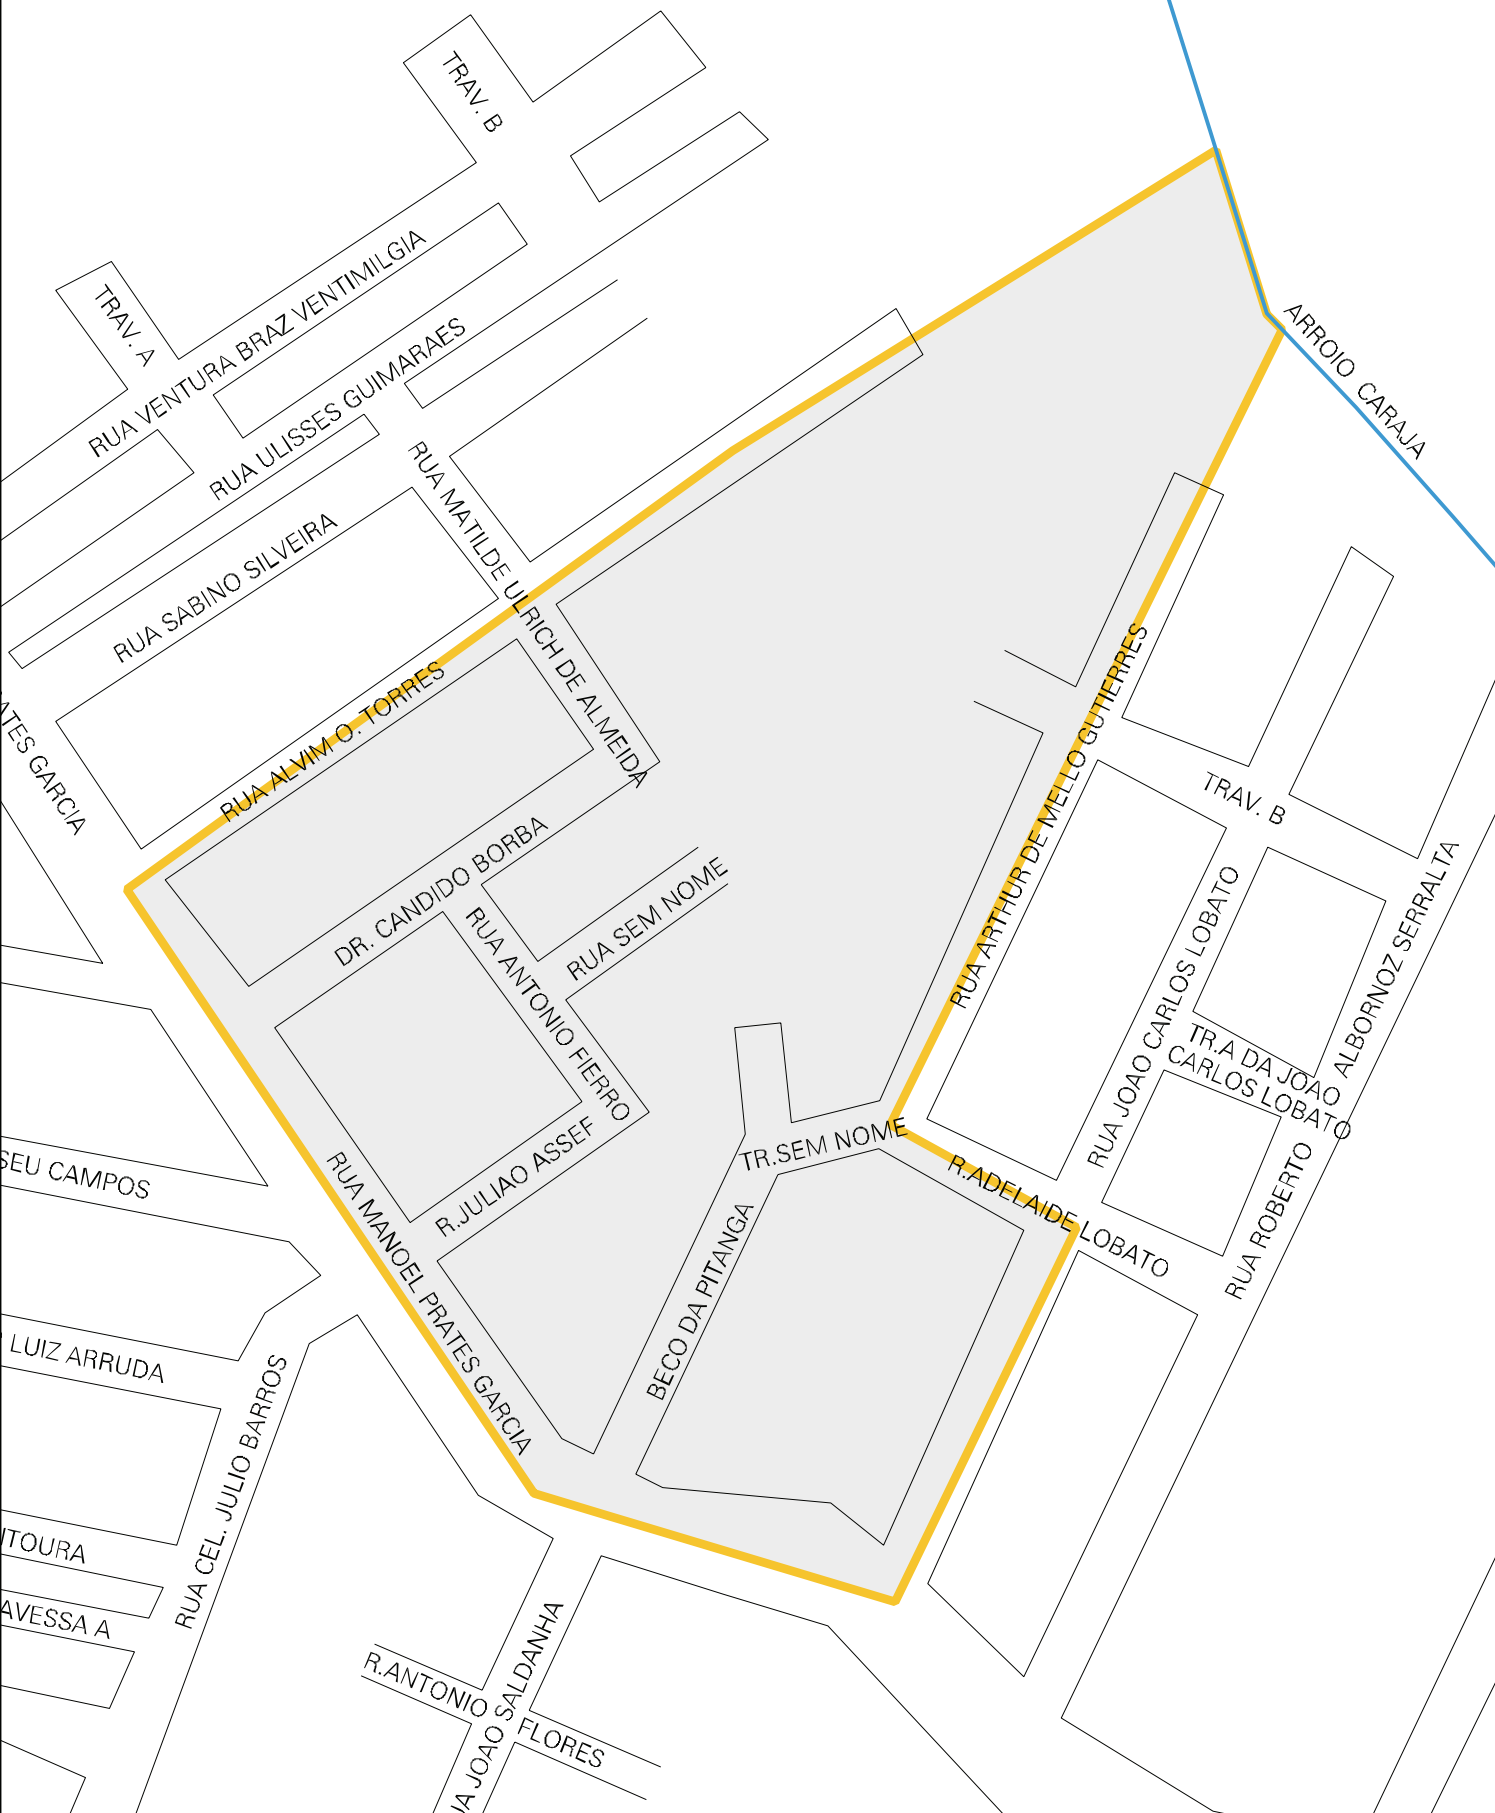 TRAV. B
RUA VENTURA BRAZ VENTIMILGIA
TRAV. A
RUA ULISSES GUIMARAES
ARROIO CARAJA
RUA MATILDE ULRICH DE ALMEIDA
RUA SABINO SILVEIRA
RUA ALVIM O. TORRES
ATES GARCIA
RUA ARTHUR DE MELLO GUTIERRES
TRAV. B
DR. CANDIDO BORBA
RUA SEM NOME
RUA ANTONIO FIERRO
RUA JOAO CARLOS LOBATO
RUA ROBERTO ALBORNOZ SERRALTA
TR.A DA JOAO
CARLOS LOBATO
TR.SEM NOME
R.JULIAO ASSEF
R.ADELAIDE LOBATO
SEU CAMPOS
RUA MANOEL PRATES GARCIA
BECO DA PITANGA
LUIZ ARRUDA
RUA CEL. JULIO BARROS
ITOURA
AVESSA A
R.ANTONIO FLORES
UA JOAO SALDANHA